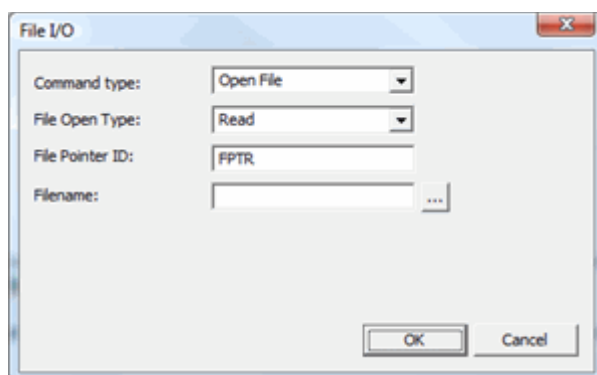 File I/O
Command type: Open File
File Open Type: Read
File Pointer ID: FPTR
Filename: ...
OK Cancel